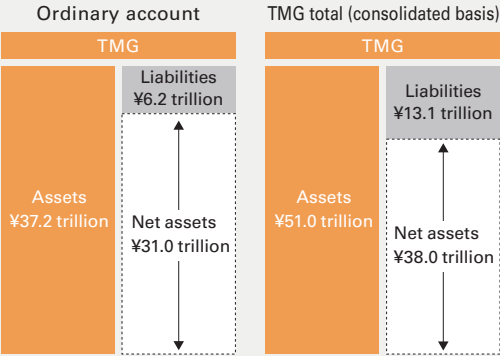 Ordinary account
TMG
Liabilities
¥6.2 trillion
Assets
¥37.2 trillion
Net assets
¥31.0 trillion
TMG total (consolidated basis)
TMG
Liabilities
¥13.1 trillion
Assets
¥51.0 trillion
Net assets
¥38.0 trillion